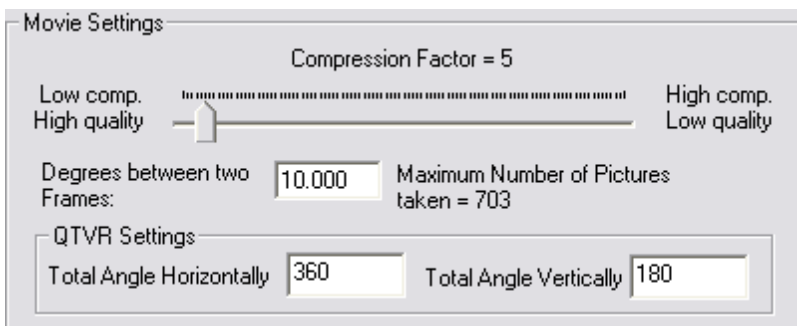 Movie Settings
Compression Factor = 5
Low comp.
High quality
High comp.
Low quality
Degrees between two
Frames:
10.000
Maximum Number of Pictures
taken = 703
QTVR Settings
Total Angle Horizontally 360 Total Angle Vertically 180